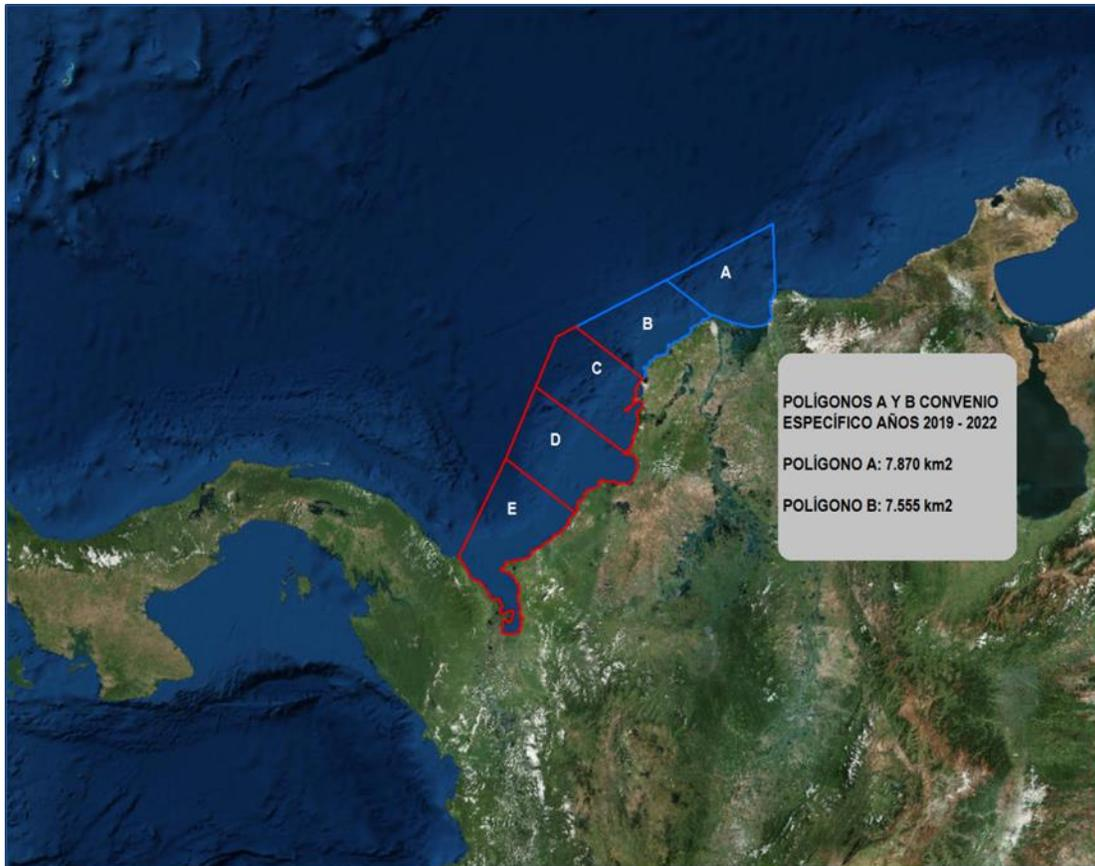 A
B
C
D
E
POLÍGONOS A Y B CONVENIO
ESPECÍFICO AÑOS 2019 - 2022
POLÍGONO A: 7.870 km2
POLÍGONO B: 7.555 km2